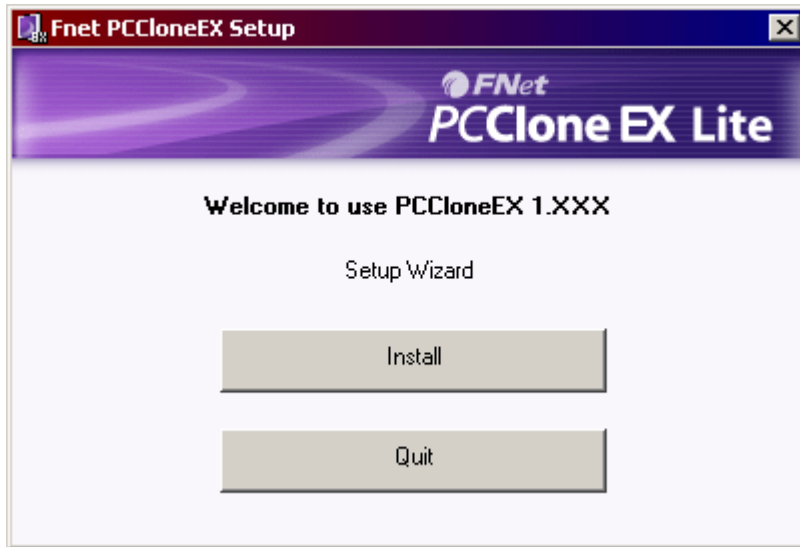 Fnet PCCloneEX Setup
FNet
PCClone EX Lite
Welcome to use PCCloneEX 1.XXX
Setup Wizard
Install
Quit